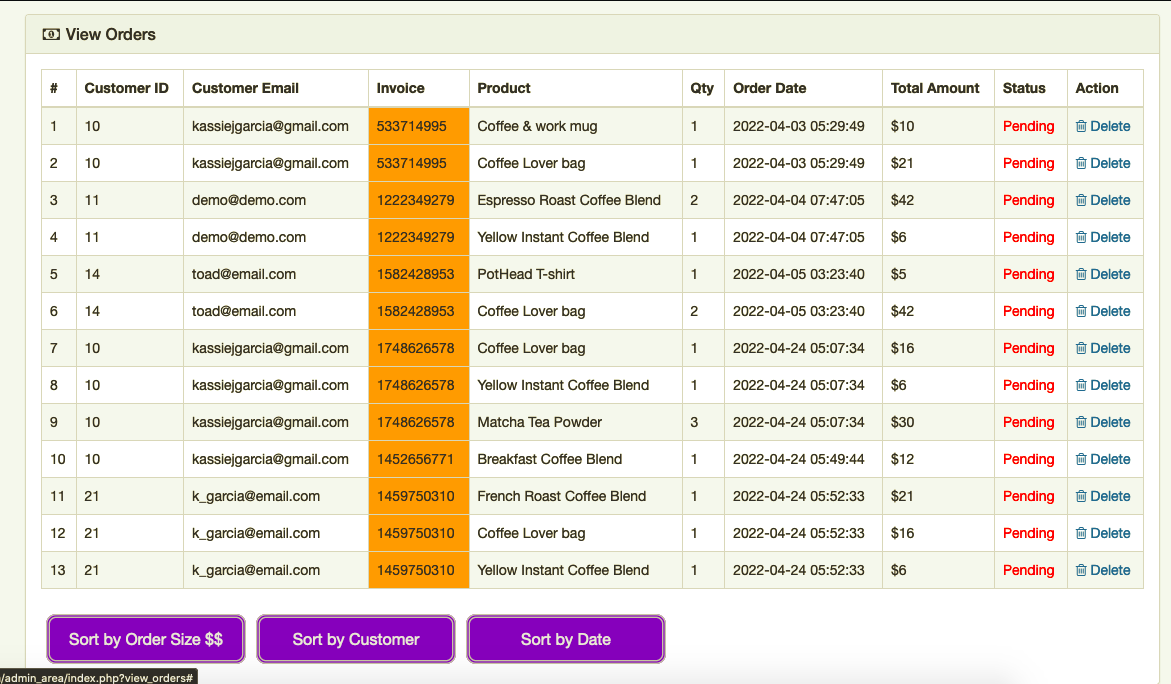 View Orders
# Customer ID Customer Email Invoice Product Qty Order Date Total Amount Status Action
1 10 kassiejgarcia@gmail.com 533714995 Coffee & work mug 1 2022-04-03 05:29:49 $10 Pending Delete
2 10 kassiejgarcia@gmail.com 533714995 Coffee Lover bag 1 2022-04-03 05:29:49 $21 Pending Delete
3 11 demo@demo.com 1222349279 Espresso Roast Coffee Blend 2 2022-04-04 07:47:05 $42 Pending Delete
4 11 demo@demo.com 1222349279 Yellow Instant Coffee Blend 1 2022-04-04 07:47:05 $6 Pending Delete
5 14 toad@email.com 1582428953 PotHead T-shirt 1 2022-04-05 03:23:40 $5 Pending Delete
6 14 toad@email.com 1582428953 Coffee Lover bag 2 2022-04-05 03:23:40 $42 Pending Delete
7 10 kassiejgarcia@gmail.com 1748626578 Coffee Lover bag 1 2022-04-24 05:07:34 $16 Pending Delete
8 10 kassiejgarcia@gmail.com 1748626578 Yellow Instant Coffee Blend 1 2022-04-24 05:07:34 $6 Pending Delete
9 10 kassiejgarcia@gmail.com 1748626578 Matcha Tea Powder 3 2022-04-24 05:07:34 $30 Pending Delete
10 10 kassiejgarcia@gmail.com 1452656771 Breakfast Coffee Blend 1 2022-04-24 05:49:44 $12 Pending Delete
11 21 k_garcia@email.com 1459750310 French Roast Coffee Blend 1 2022-04-24 05:52:33 $21 Pending Delete
12 21 k_garcia@email.com 1459750310 Coffee Lover bag 1 2022-04-24 05:52:33 $16 Pending Delete
13 21 k_garcia@email.com 1459750310 Yellow Instant Coffee Blend 1 2022-04-24 05:52:33 $6 Pending Delete
Sort by Order Size $$ Sort by Customer Sort by Date
/admin_area/index.php?view_orders#